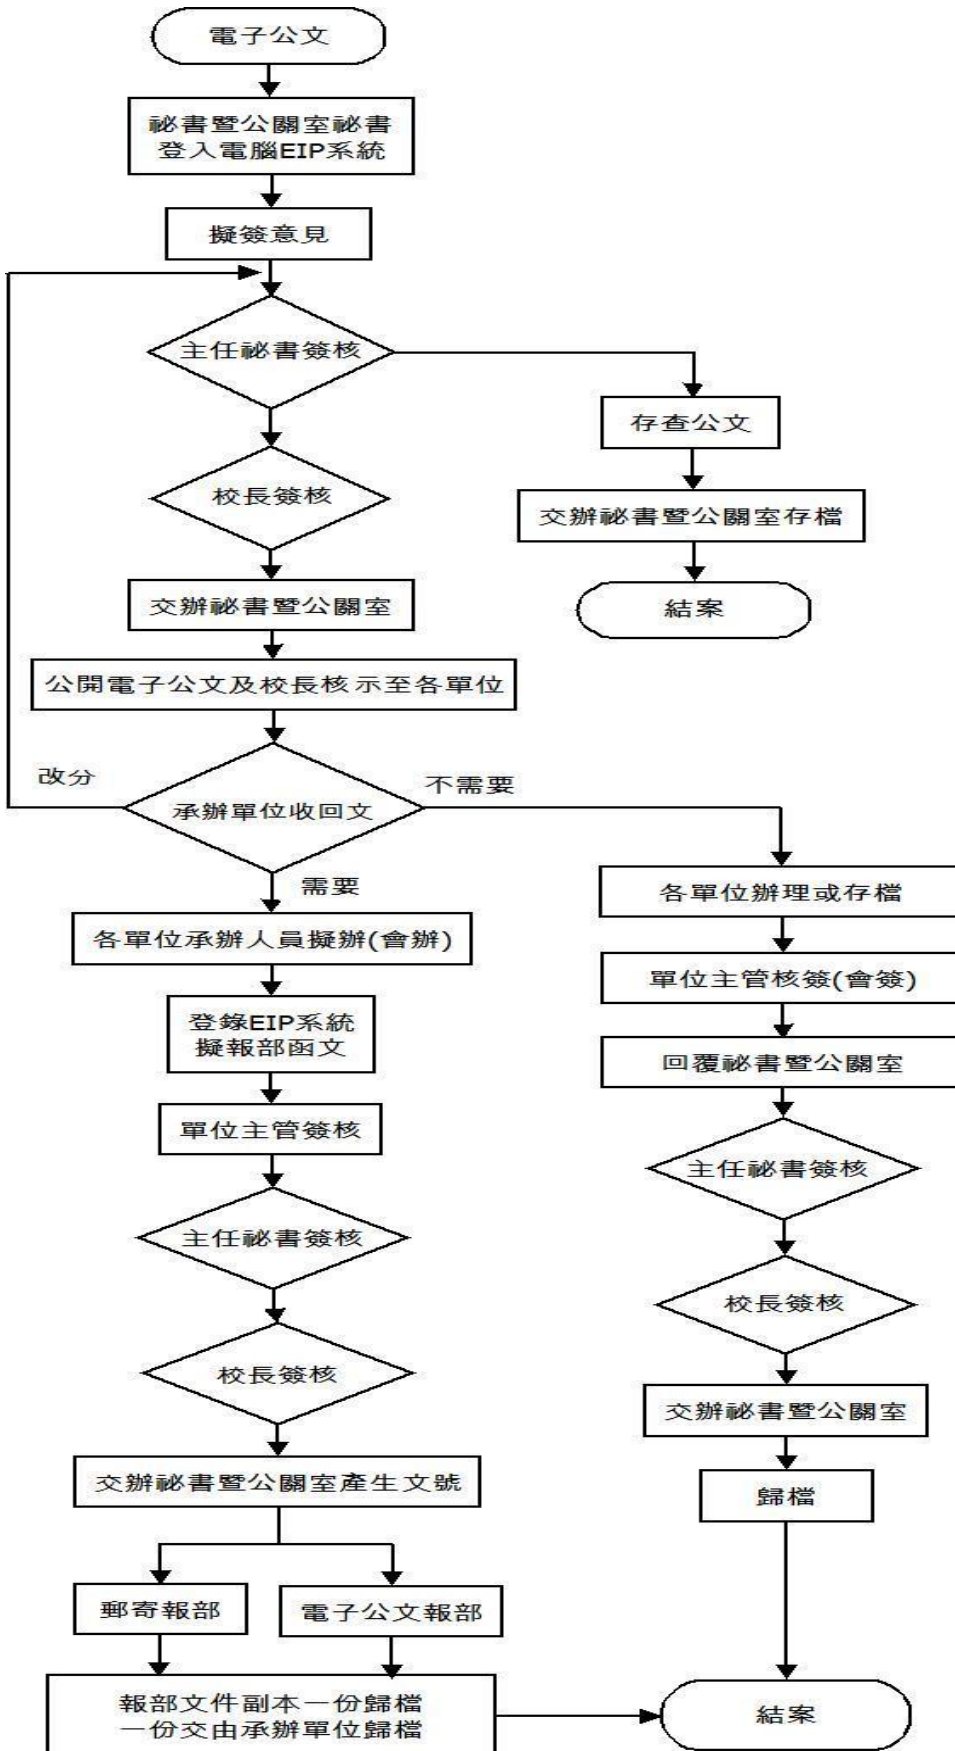 電子公文
祕書暨公關室祕書
登入電腦EIP系統
擬簽意見
主任祕書簽核
存查公文
校長簽核
交辦祕書暨公關室存檔
交辦祕書暨公關室
結案
公開電子公文及校長核示至各單位
改分
不需要
承辦單位收回文
需要
各單位辦理或存檔
各單位承辦人員擬辦(會辦)
單位主管核簽(會簽)
登錄EIP系統
擬報部函文
回覆祕書暨公關室
單位主管簽核
主任祕書簽核
主任祕書簽核
校長簽核
校長簽核
交辦祕書暨公關室
交辦祕書暨公關室產生文號
歸檔
郵寄報部
電子公文報部
報部文件副本一份歸檔
一份交由承辦單位歸檔
結案